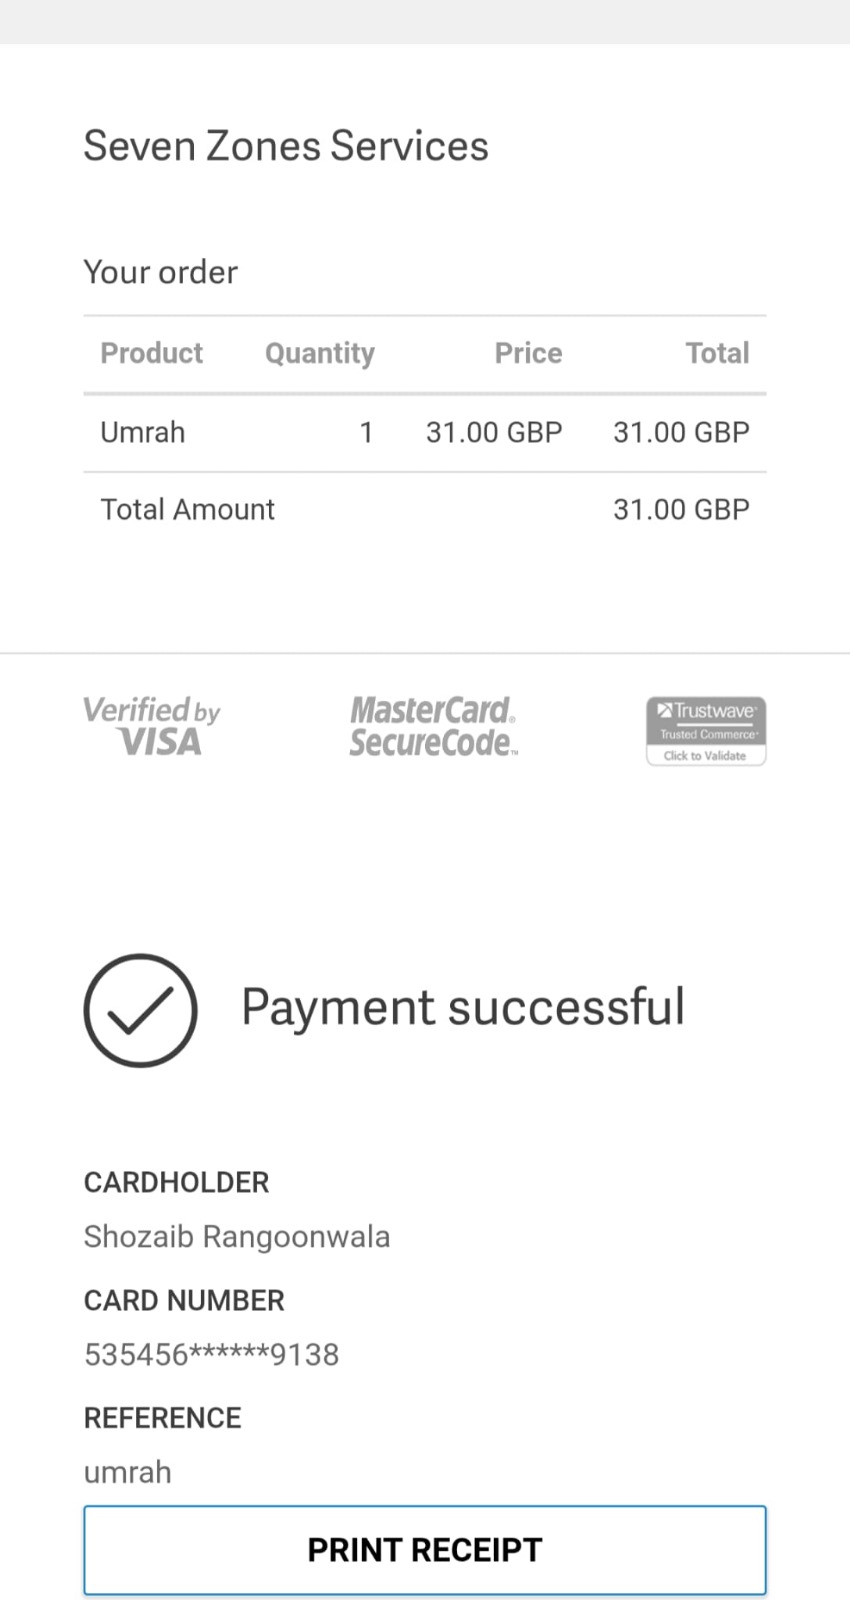 Seven Zones Services
Your order
Product Quantity Price Total
Umrah 1 31.00 GBP 31.00 GBP
Total Amount 31.00 GBP
Verified by
VISA
MasterCard®
SecureCode™
Trustwave®
Trusted Commerce®
Click to Validate
Payment successful
CARDHOLDER
Shozaib Rangoonwala
CARD NUMBER
535456******9138
REFERENCE
umrah
PRINT RECEIPT